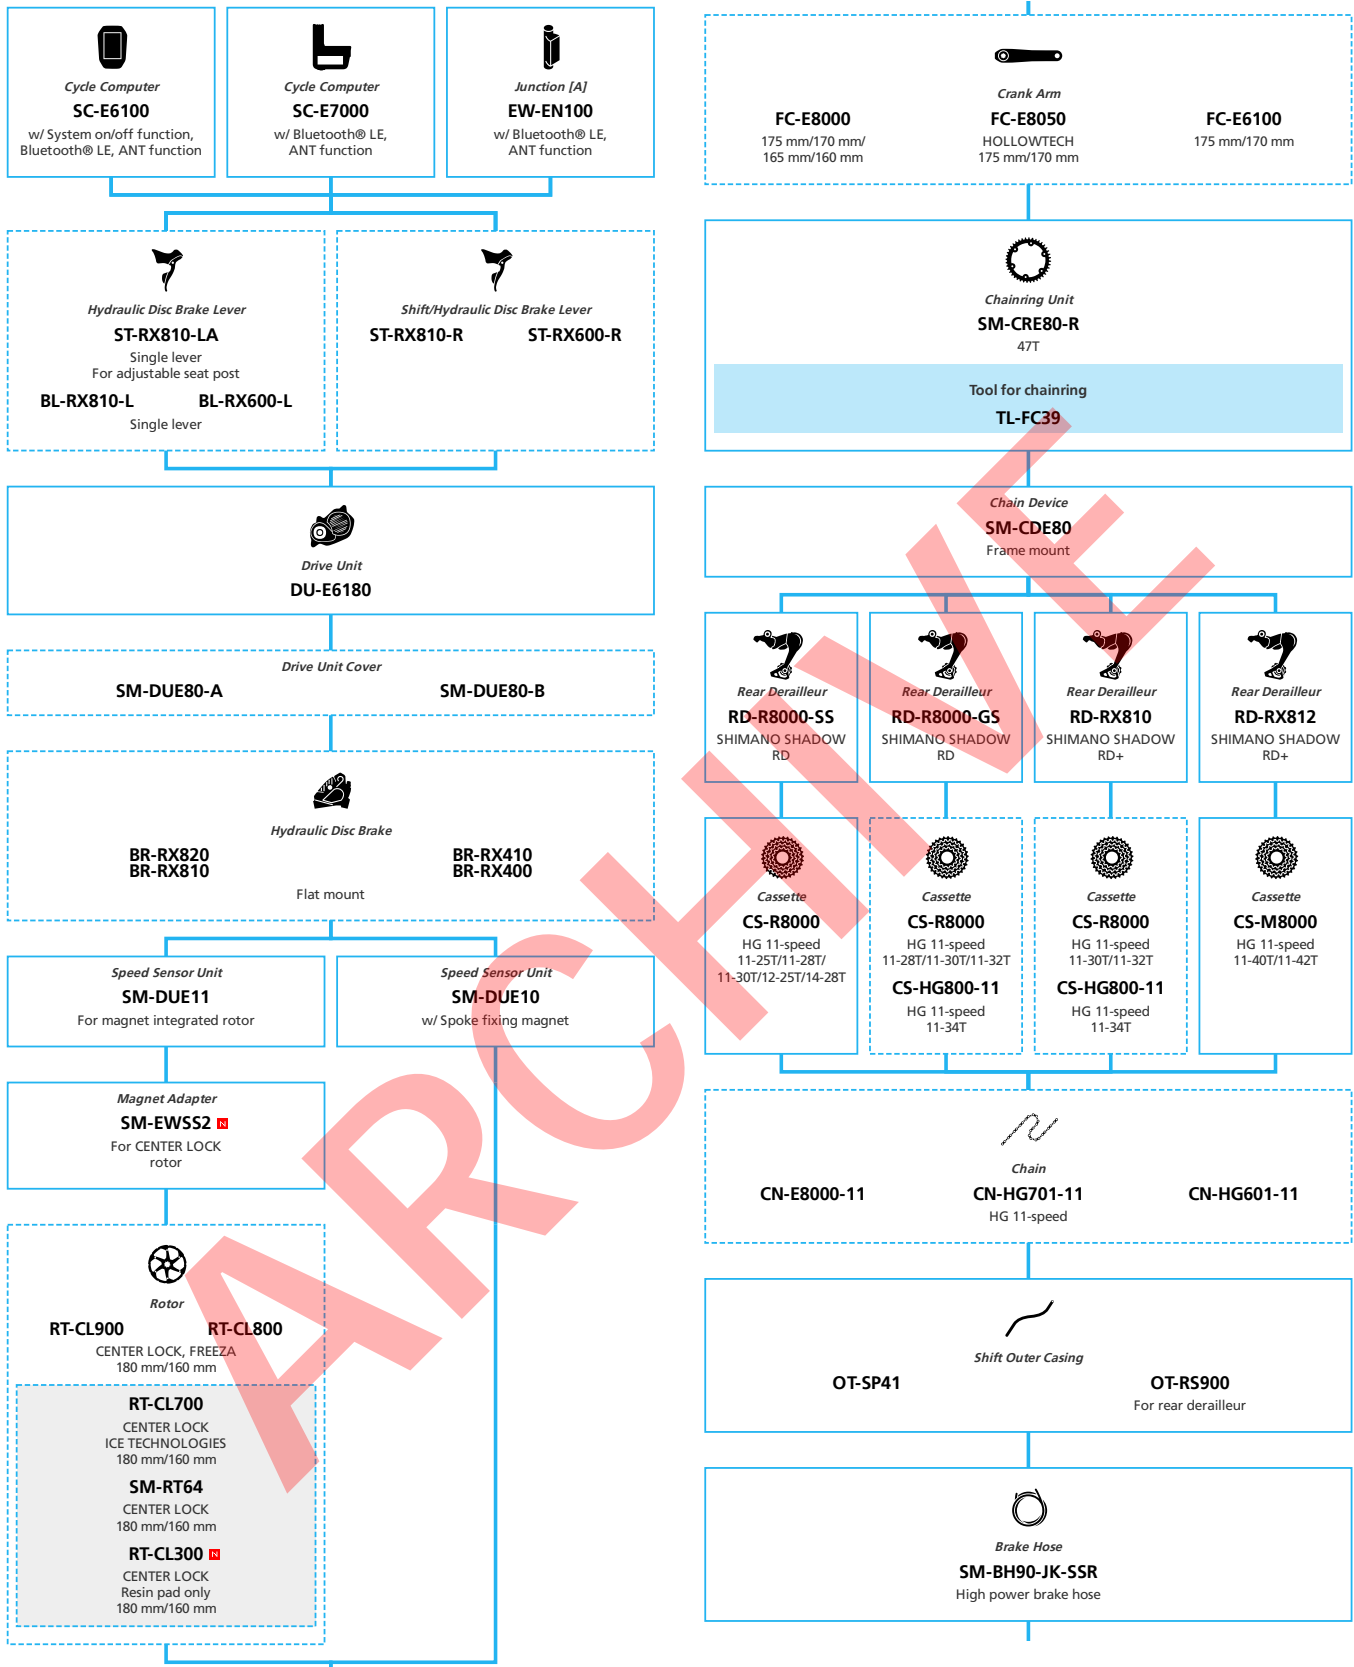 Cycle Computer
SC-E6100
w/ System on/off function,
Bluetooth® LE, ANT function
Cycle Computer
SC-E7000
w/ Bluetooth® LE,
ANT function
Junction [A]
EW-EN100
w/ Bluetooth® LE,
ANT function
Hydraulic Disc Brake Lever
ST-RX810-LA
Single lever
For adjustable seat post
BL-RX810-L BL-RX600-L
Single lever
Shift/Hydraulic Disc Brake Lever
ST-RX810-R ST-RX600-R
Drive Unit
DU-E6180
Drive Unit Cover
SM-DUE80-A SM-DUE80-B
Hydraulic Disc Brake
BR-RX820 BR-RX410
BR-RX810 BR-RX400
Flat mount
Speed Sensor Unit
SM-DUE11
For magnet integrated rotor
Speed Sensor Unit
SM-DUE10
w/ Spoke fixing magnet
Magnet Adapter
SM-EWSS2 N
For CENTER LOCK
rotor
Rotor
RT-CL900 RT-CL800
CENTER LOCK, FREEZA
180 mm/160 mm
RT-CL700
CENTER LOCK
ICE TECHNOLOGIES
180 mm/160 mm
SM-RT64
CENTER LOCK
180 mm/160 mm
RT-CL300 N
CENTER LOCK
Resin pad only
180 mm/160 mm
Crank Arm
FC-E8000
175 mm/170 mm/
165 mm/160 mm
FC-E8050
HOLLOWTECH
175 mm/170 mm
FC-E6100
175 mm/170 mm
Chainring Unit
SM-CRE80-R
47T
Tool for chainring
TL-FC39
Chain Device
SM-CDE80
Frame mount
Rear Derailleur
RD-R8000-SS
SHIMANO SHADOW
RD
Rear Derailleur
RD-R8000-GS
SHIMANO SHADOW
RD
Rear Derailleur
RD-RX810
SHIMANO SHADOW
RD+
Rear Derailleur
RD-RX812
SHIMANO SHADOW
RD+
Cassette
CS-R8000
HG 11-speed
11-25T/11-28T/
11-30T/12-25T/14-28T
Cassette
CS-R8000
HG 11-speed
11-28T/11-30T/11-32T
CS-HG800-11
HG 11-speed
11-34T
Cassette
CS-R8000
HG 11-speed
11-30T/11-32T
CS-HG800-11
HG 11-speed
11-34T
Cassette
CS-M8000
HG 11-speed
11-40T/11-42T
Chain
CN-E8000-11 CN-HG701-11 CN-HG601-11
HG 11-speed
Shift Outer Casing
OT-SP41 OT-RS900
For rear derailleur
Brake Hose
SM-BH90-JK-SSR
High power brake hose
ARCHIVE